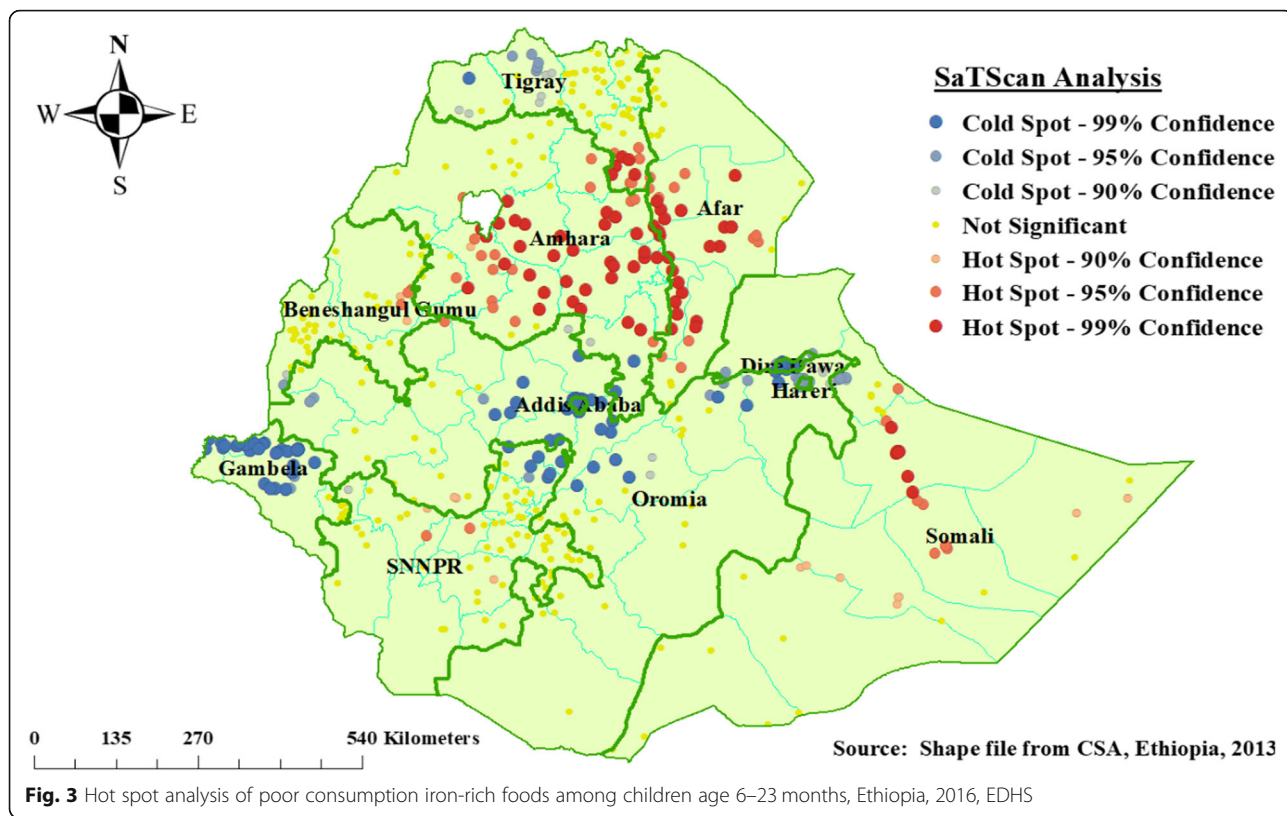 N
W E
S
SaTScan Analysis
Cold Spot - 99% Confidence
Cold Spot - 95% Confidence
Cold Spot - 90% Confidence
Not Significant
Hot Spot - 90% Confidence
Hot Spot - 95% Confidence
Hot Spot - 99% Confidence
Tigray
Afar
Amhara
Beneshangul Gumu
Dire Dawa
Hareri
Addis Ababa
Gambela
Oromia
Somali
SNNPR
0 135 270 540 Kilometers
Source: Shape file from CSA, Ethiopia, 2013
Fig. 3 Hot spot analysis of poor consumption iron-rich foods among children age 6–23 months, Ethiopia, 2016, EDHS